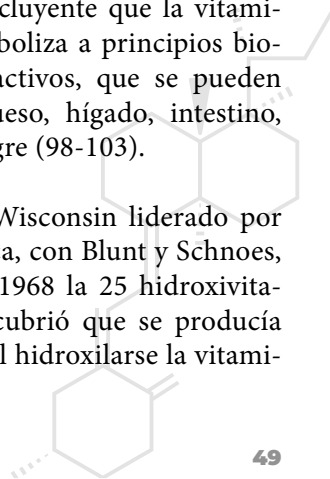 cluyente que la vitami-
boliza a principios bio-
activos, que se pueden
ueso, hígado, intestino,
gre (98-103).
Wisconsin liderado por
a, con Blunt y Schnoes,
1968 la 25 hidroxivita-
cubrió que se producía
l hidroxilarse la vitami-
49